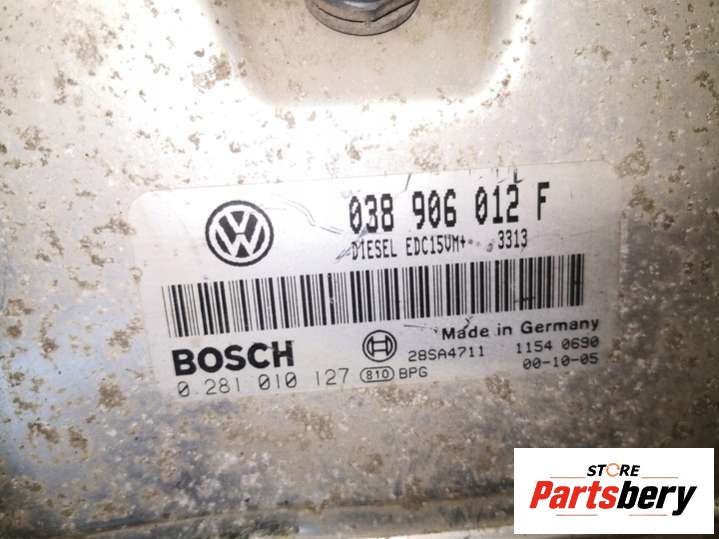 038 906 012 F
DIESEL EDC15VM+ 3313
Made in Germany
BOSCH
28SA4711 1154 0690
0 281 010 127 810 BPG 00-10-05
STORE
Partsbery